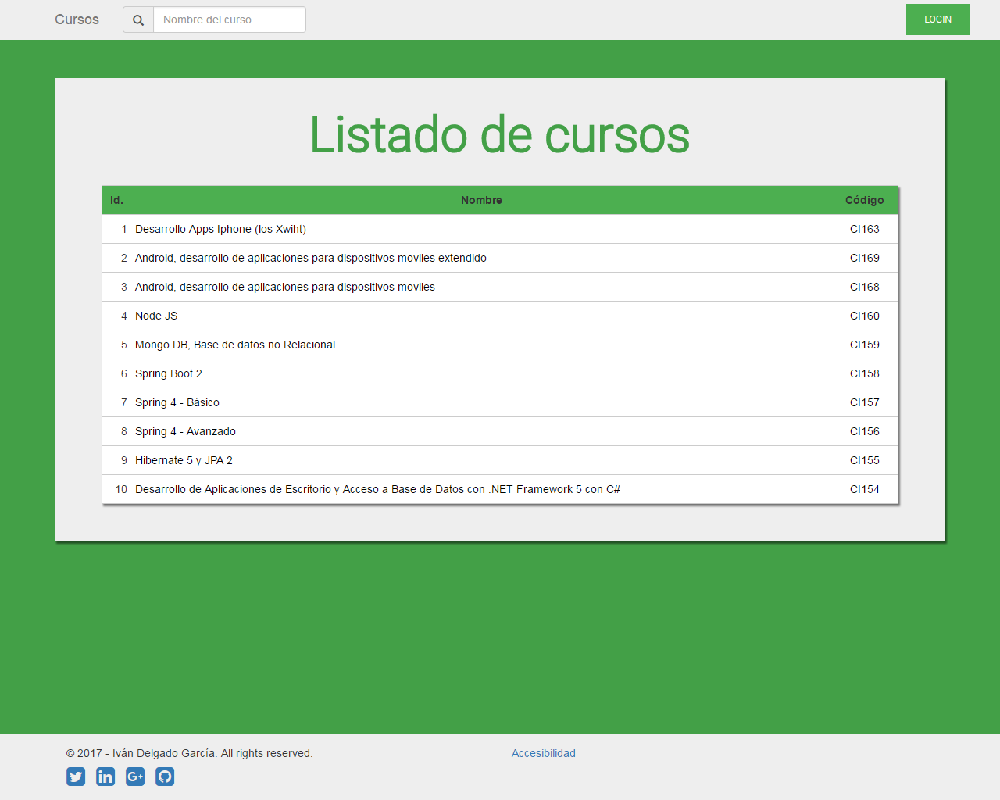 Cursos Nombre del curso... LOGIN
Listado de cursos
Id. Nombre Código
1 Desarrollo Apps Iphone (Ios Xwiht) CI163
2 Android, desarrollo de aplicaciones para dispositivos moviles extendido CI169
3 Android, desarrollo de aplicaciones para dispositivos moviles CI168
4 Node JS CI160
5 Mongo DB, Base de datos no Relacional CI159
6 Spring Boot 2 CI158
7 Spring 4 - Básico CI157
8 Spring 4 - Avanzado CI156
9 Hibernate 5 y JPA 2 CI155
10 Desarrollo de Aplicaciones de Escritorio y Acceso a Base de Datos con .NET Framework 5 con C# CI154
© 2017 - Iván Delgado García. All rights reserved. Accesibilidad